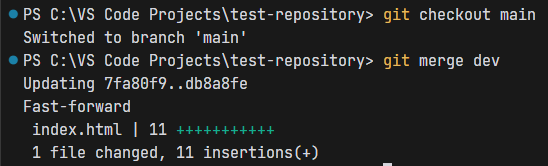 PS C:\VS Code Projects\test-repository> git checkout main
Switched to branch 'main'
PS C:\VS Code Projects\test-repository> git merge dev
Updating 7fa80f9..db8a8fe
Fast-forward
 index.html | 11 +++++++++++
 1 file changed, 11 insertions(+)